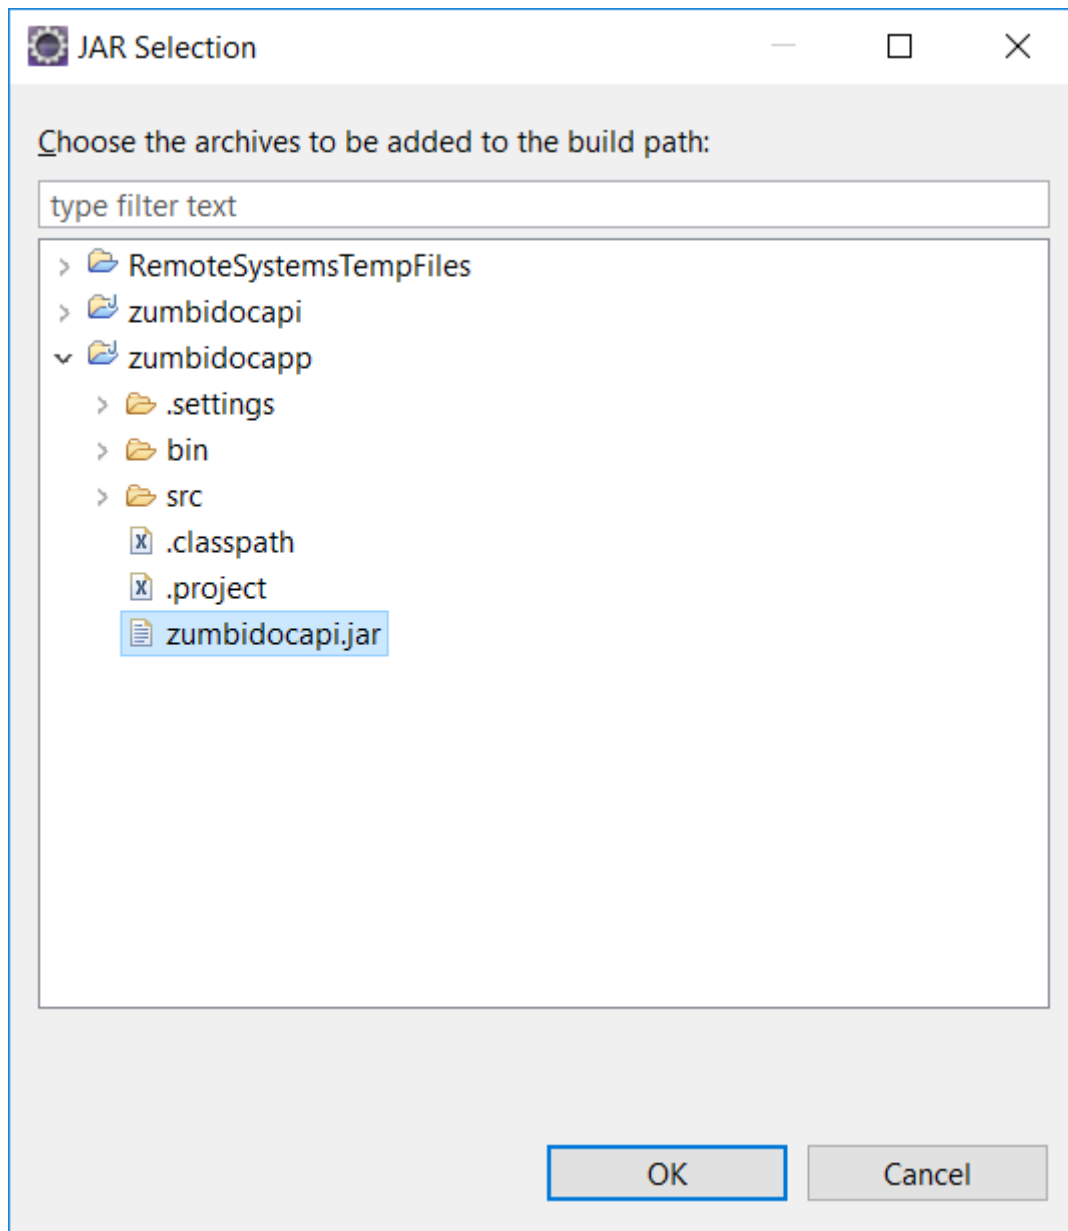 JAR Selection
Choose the archives to be added to the build path:
type filter text
RemoteSystemsTempFiles
zumbidocapi
zumbidocapp
.settings
bin
src
.classpath
.project
zumbidocapi.jar
OK Cancel